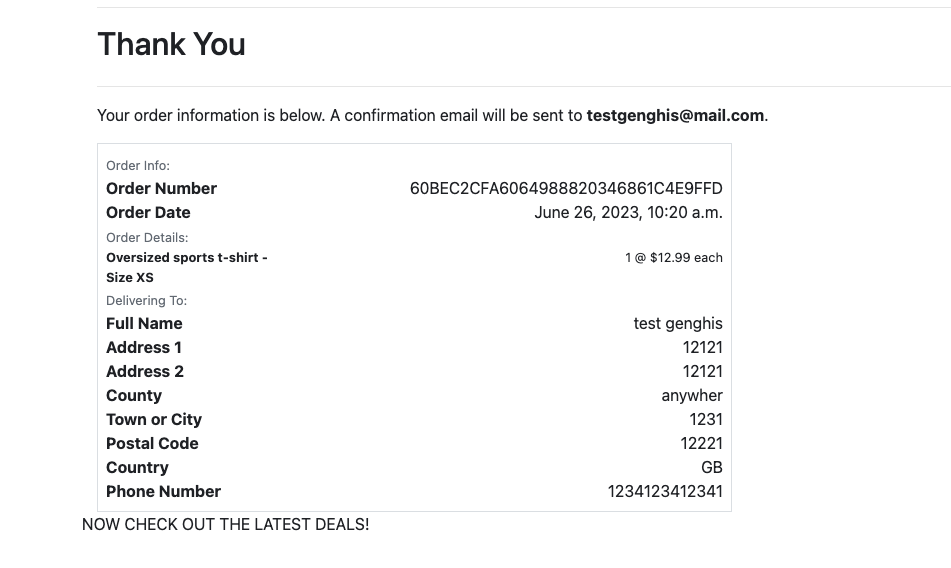 Thank You
Your order information is below. A confirmation email will be sent to testgenghis@mail.com.
Order Info:
Order Number 60BEC2CFA6064988820346861C4E9FFD
Order Date June 26, 2023, 10:20 a.m.
Order Details:
Oversized sports t-shirt - 1 @ $12.99 each
Size XS
Delivering To:
Full Name test genghis
Address 1 12121
Address 2 12121
County anywher
Town or City 1231
Postal Code 12221
Country GB
Phone Number 1234123412341
NOW CHECK OUT THE LATEST DEALS!